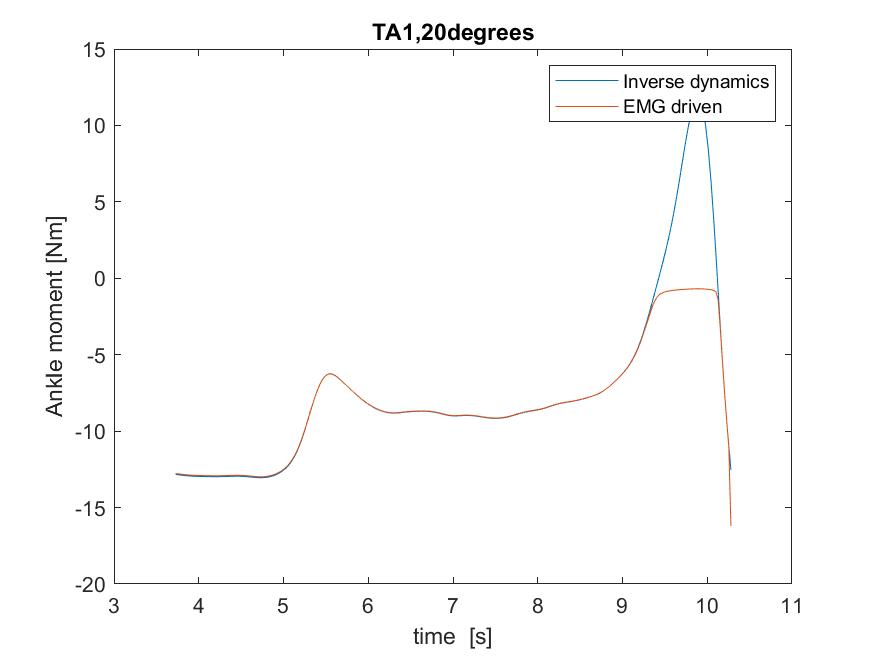 TA1,20degrees
15
10
5
0
-5
-10
-15
-20
Ankle moment [Nm]
Inverse dynamics
EMG driven
3 4 5 6 7 8 9 10 11
time [s]